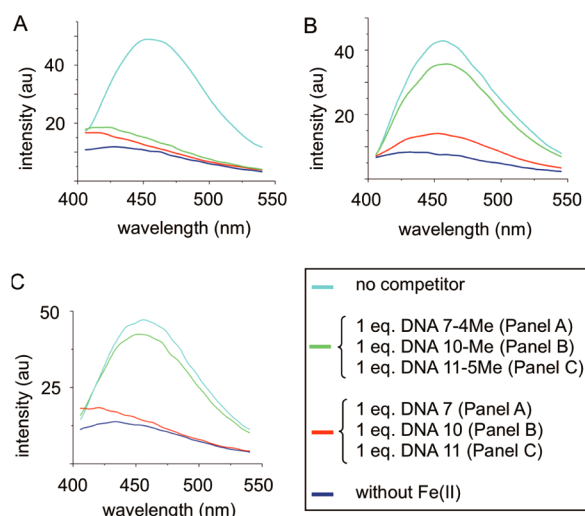 A
intensity (au)
20
400 450 500 550
wavelength (nm)
B
intensity (au)
40
20
400 450 500 550
wavelength (nm)
C
intensity (au)
50
25
400 450 500 550
wavelength (nm)
no competitor
1 eq. DNA 7-4Me (Panel A)
1 eq. DNA 10-Me (Panel B)
1 eq. DNA 11-5Me (Panel C)
1 eq. DNA 7 (Panel A)
1 eq. DNA 10 (Panel B)
1 eq. DNA 11 (Panel C)
without Fe(II)